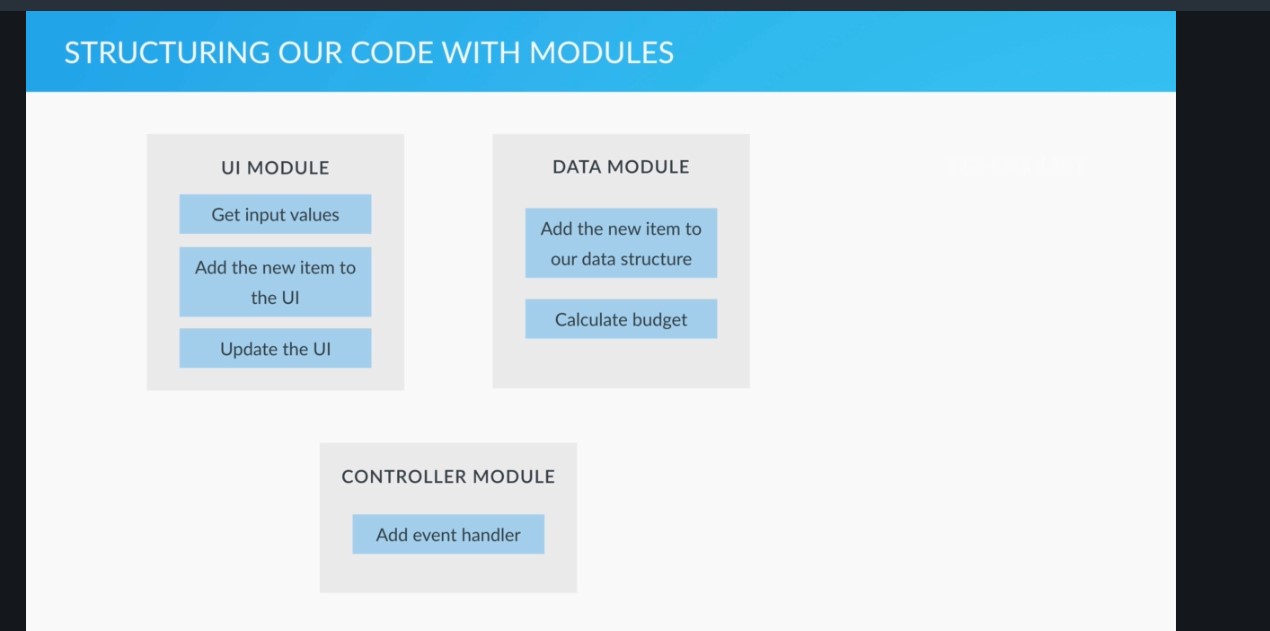 STRUCTURING OUR CODE WITH MODULES
UI MODULE
Get input values
Add the new item to
the UI
Update the UI
DATA MODULE
Add the new item to
our data structure
Calculate budget
CONTROLLER MODULE
Add event handler